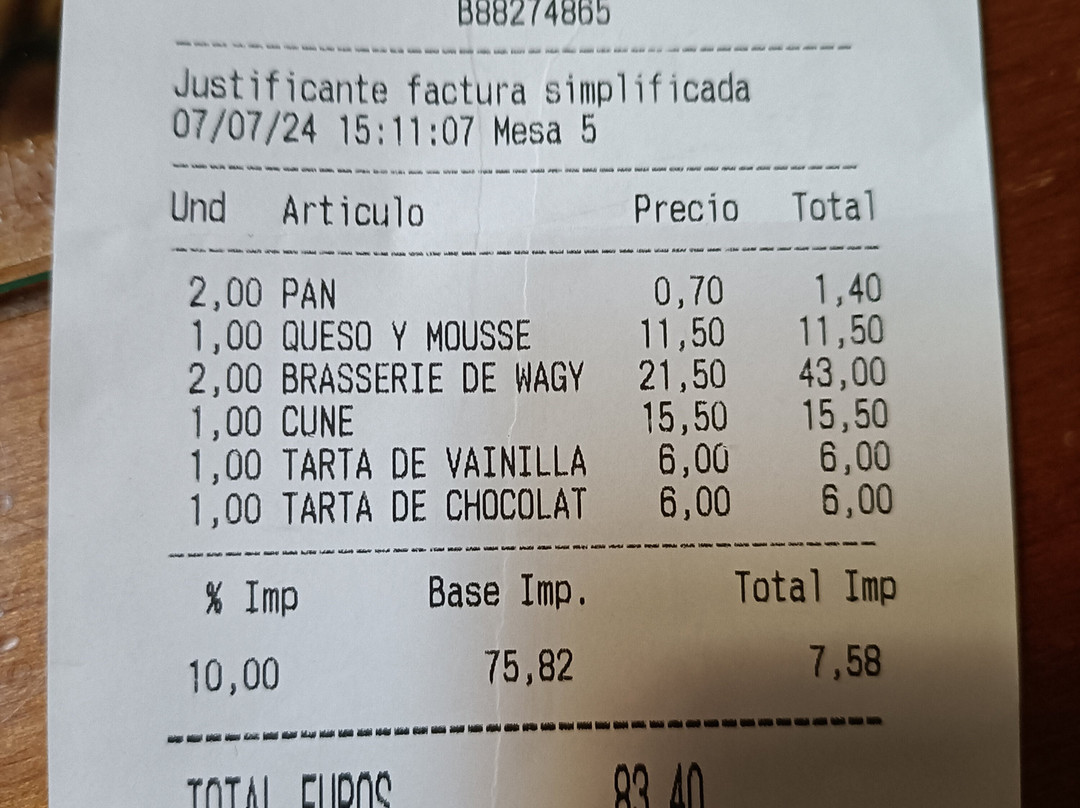 B88274865
Justificante factura simplificada
07/07/24 15:11:07 Mesa 5
Und Articulo Precio Total
2,00 PAN 0,70 1,40
1,00 QUESO Y MOUSSE 11,50 11,50
2,00 BRASSERIE DE WAGY 21,50 43,00
1,00 CUNE 15,50 15,50
1,00 TARTA DE VAINILLA 6,00 6,00
1,00 TARTA DE CHOCOLAT 6,00 6,00
% Imp Base Imp. Total Imp
10,00 75,82 7,58
TOTAL EUROS 83,40